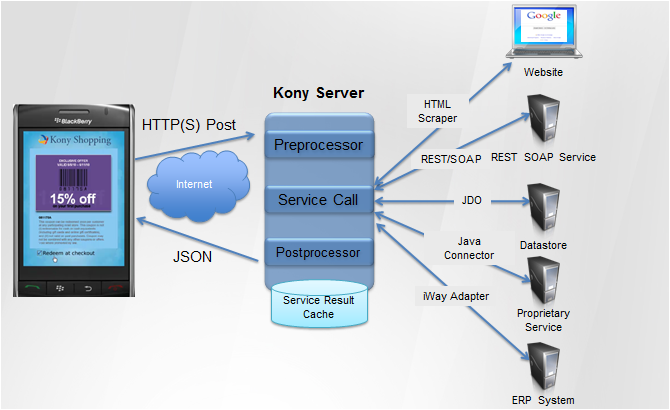 Google
Website
Kony Server
HTML
Scraper
BlackBerry
HTTP(S) Post
Kony Shopping
Preprocessor
REST/SOAP
REST SOAP Service
EXCLUSIVE OFFER
Internet
15% off
Service Call
JDO
Datastore
Java
Connector
JSON
Postprocessor
Redeem at checkout
Service Result
Cache
iWay Adapter
Proprietary
Service
ERP System